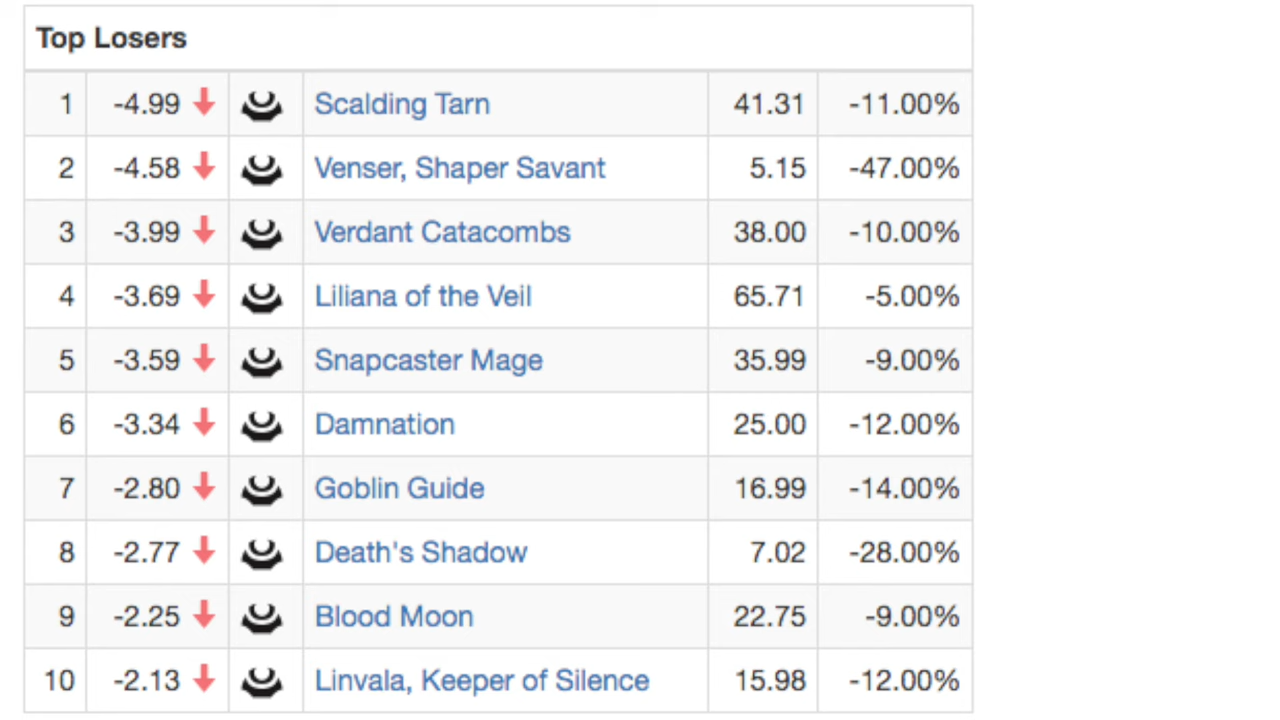 Top Losers
1 -4.99 Scalding Tarn 41.31 -11.00%
2 -4.58 Venser, Shaper Savant 5.15 -47.00%
3 -3.99 Verdant Catacombs 38.00 -10.00%
4 -3.69 Liliana of the Veil 65.71 -5.00%
5 -3.59 Snapcaster Mage 35.99 -9.00%
6 -3.34 Damnation 25.00 -12.00%
7 -2.80 Goblin Guide 16.99 -14.00%
8 -2.77 Death's Shadow 7.02 -28.00%
9 -2.25 Blood Moon 22.75 -9.00%
10 -2.13 Linvala, Keeper of Silence 15.98 -12.00%